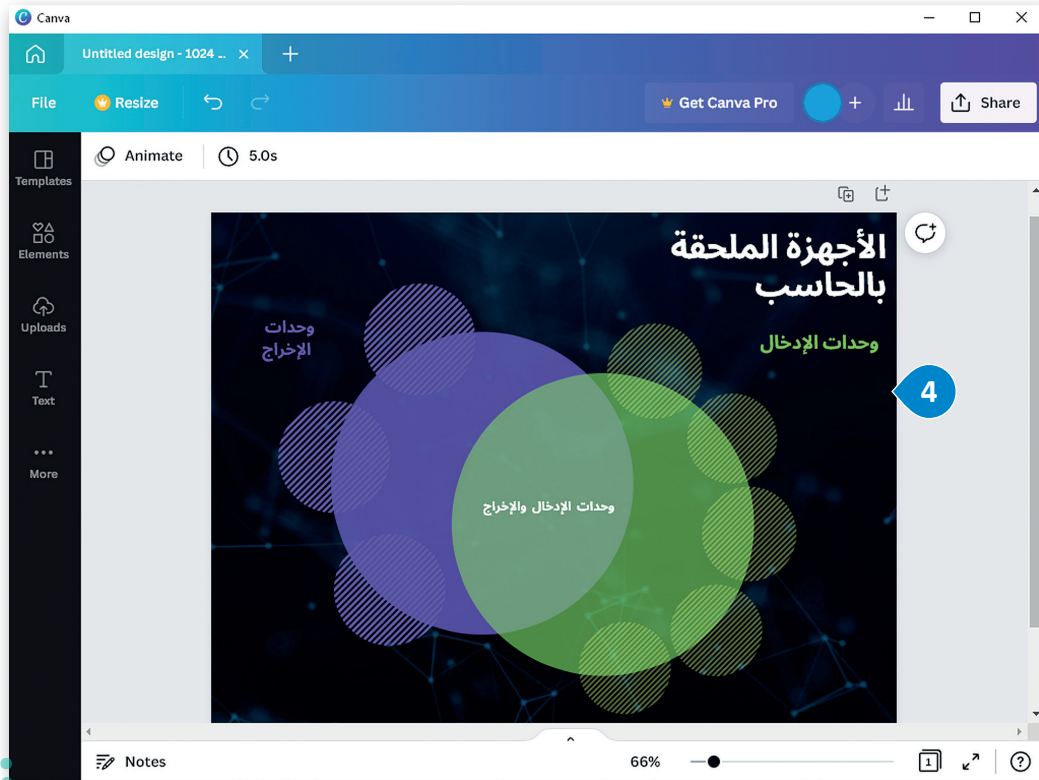 Canva
Untitled design - 1024 ...
File
Resize
Get Canva Pro
Share
Animate
5.0s
Templates
Elements
Uploads
Text
More
الأجهزة الملحقة
بالحاسب
وحدات الإدخال
وحدات
الإخراج
وحدات الإدخال والإخراج
4
Notes
66%
1